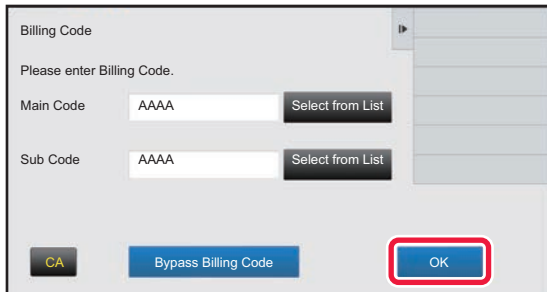 Billing Code
Please enter Billing Code.
Main Code AAAA Select from List
Sub Code AAAA Select from List
CA Bypass Billing Code OK